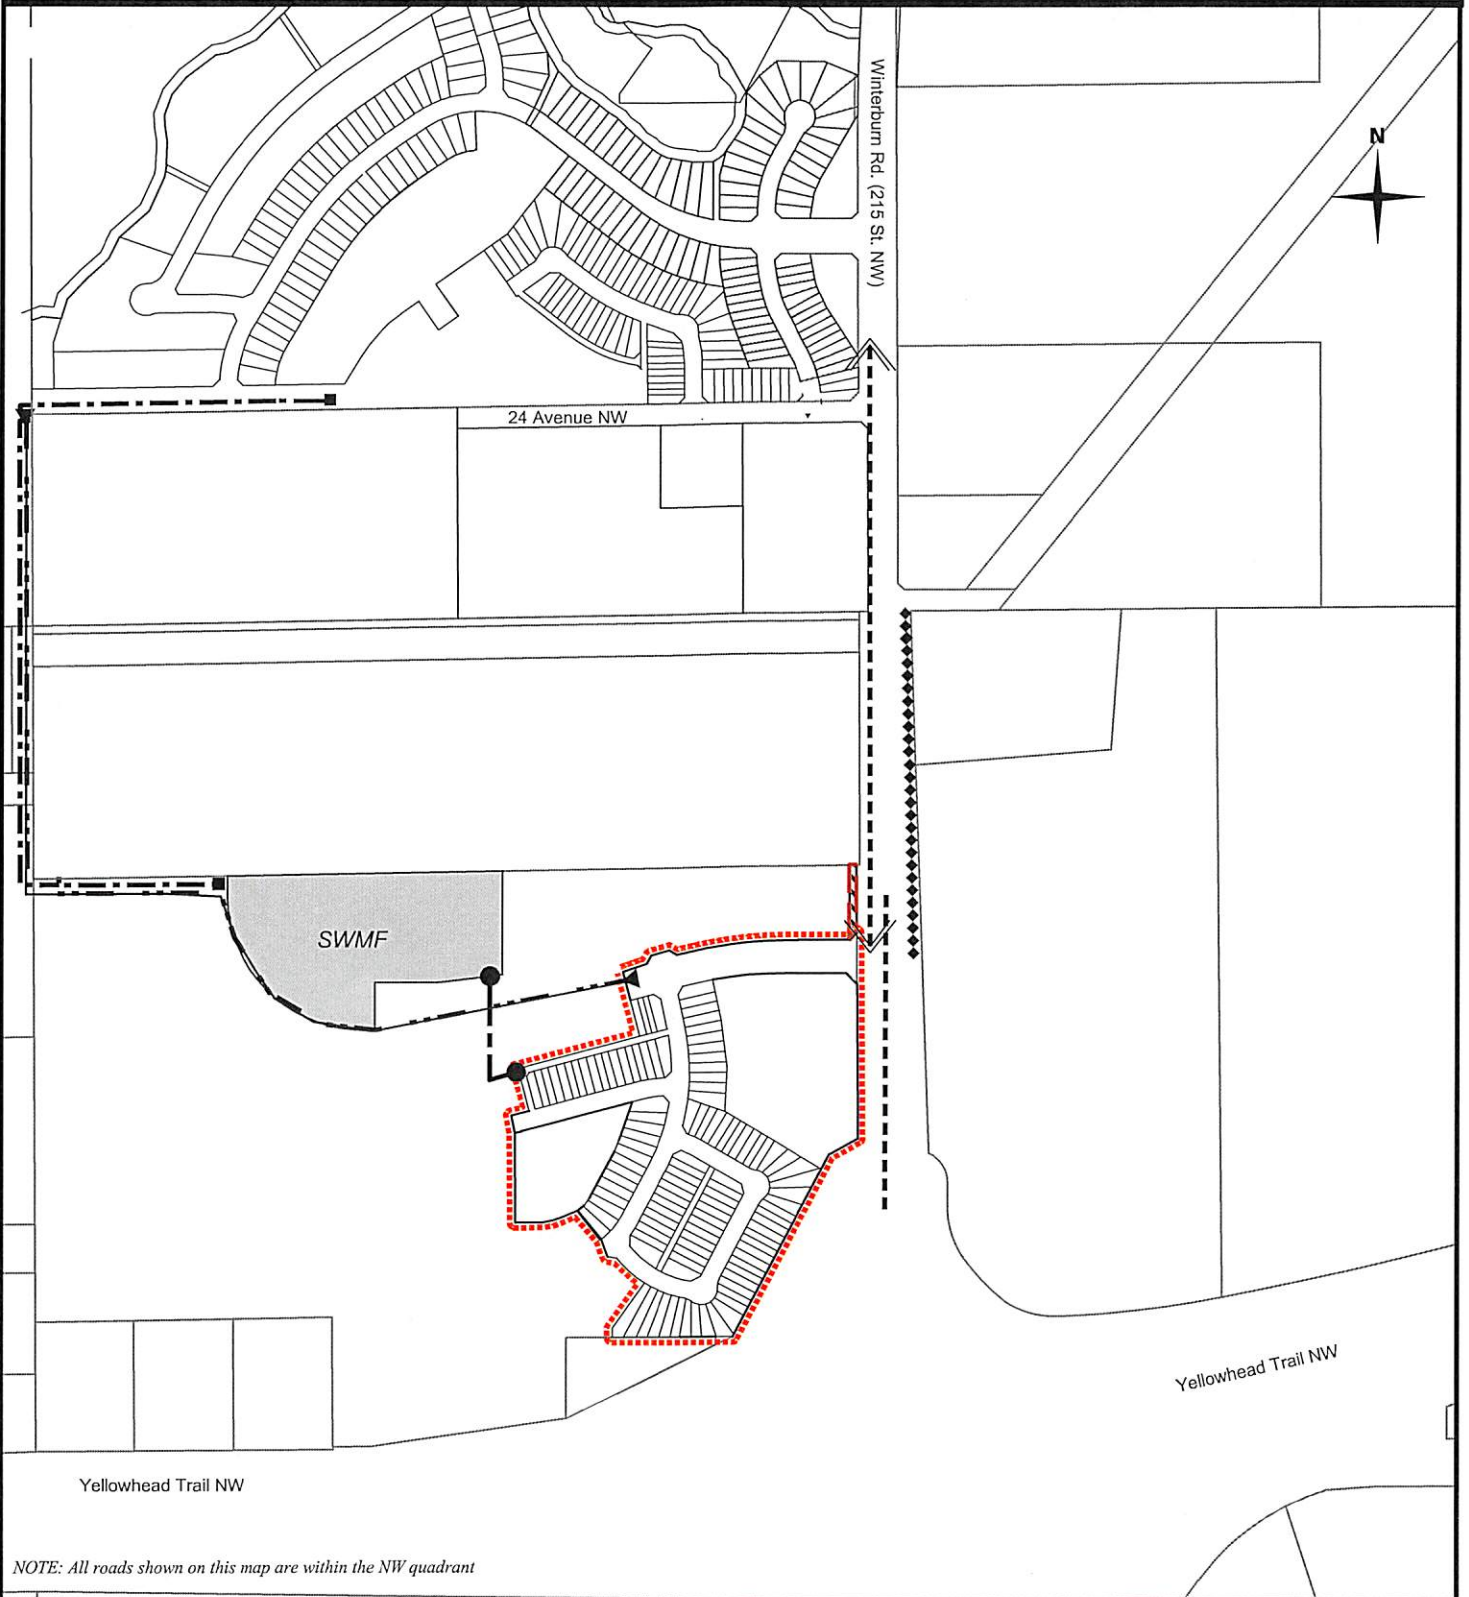 Winterburn Rd. (215 St. NW)
N
24 Avenue NW
SWMF
Yellowhead Trail NW
Yellowhead Trail NW
NOTE: All roads shown on this map are within the NW quadrant